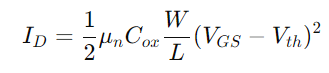 I_D = \frac{1}{2} \mu_n C_{ox} \frac{W}{L} (V_{GS} - V_{th})^2